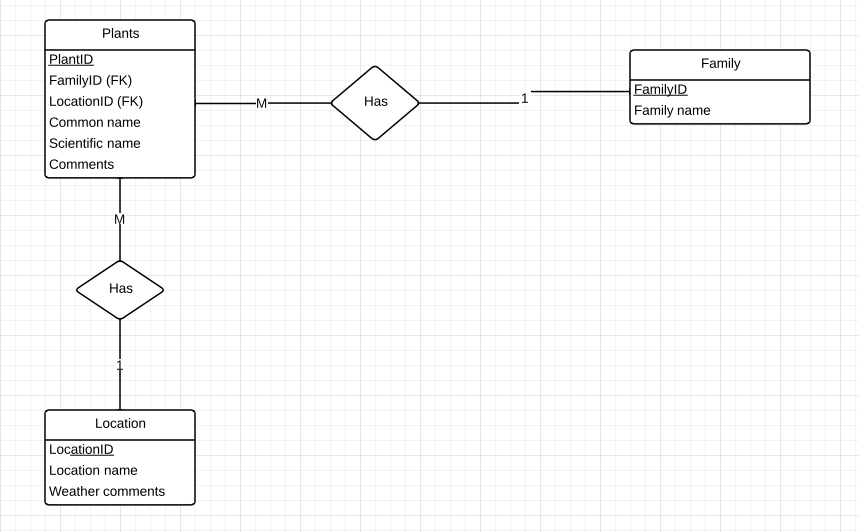 Plants
PlantID
FamilyID (FK)
LocationID (FK)
Common name
Scientific name
Comments
M
Has
1
Family
FamilyID
Family name
M
Has
1
Location
LocationID
Location name
Weather comments